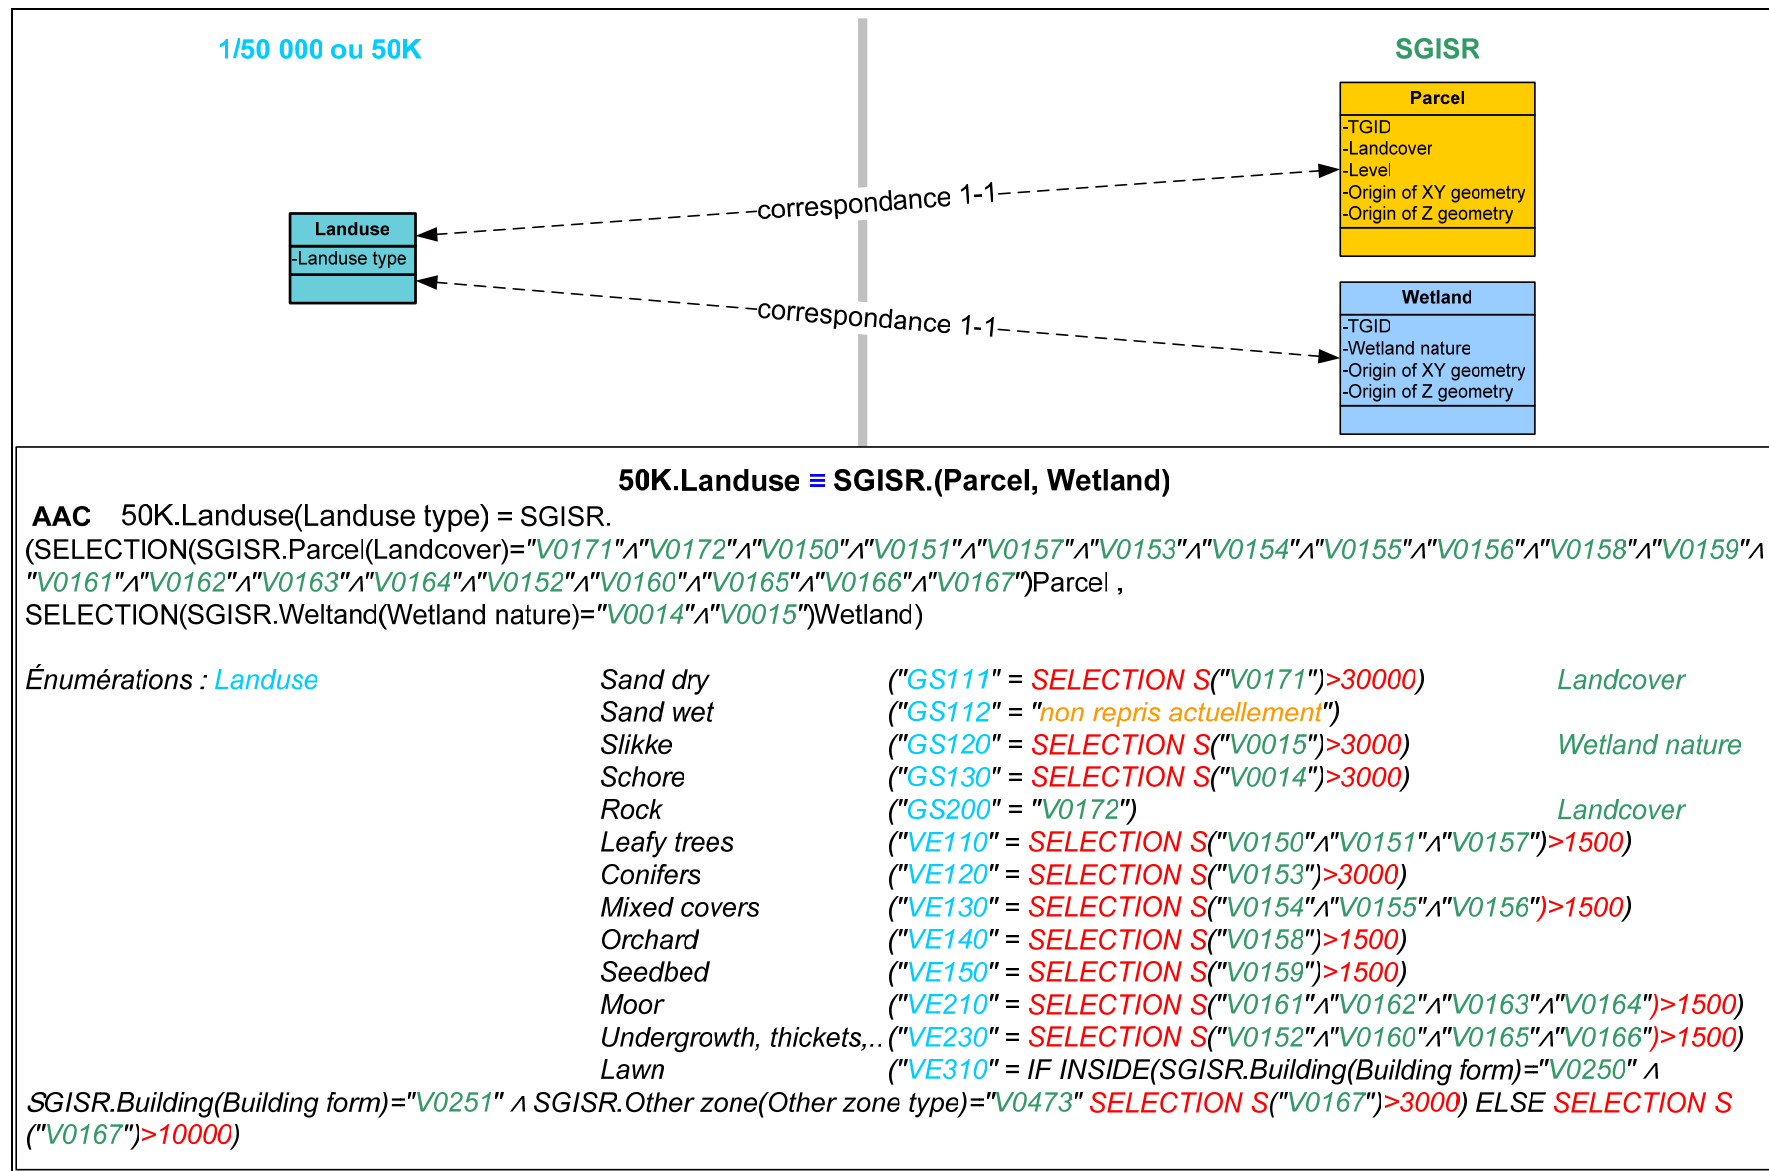 1/50 000 ou 50K
SGISR
Parcel
-TGID
-Landcover
-Level
-Origin of XY geometry
-Origin of Z geometry
correspondance 1-1
Landuse
-Landuse type
correspondance 1-1
Wetland
-TGID
-Wetland nature
-Origin of XY geometry
-Origin of Z geometry
50K.Landuse ≡ SGISR.(Parcel, Wetland)
AAC 50K.Landuse(Landuse type) = SGISR.
(SELECTION(SGISR.Parcel(Landcover)="V0171"∧"V0172"∧"V0150"∧"V0151"∧"V0157"∧"V0153"∧"V0154"∧"V0155"∧"V0156"∧"V0158"∧"V0159"∧
"V0161"∧"V0162"∧"V0163"∧"V0164"∧"V0152"∧"V0160"∧"V0165"∧"V0166"∧"V0167")Parcel ,
SELECTION(SGISR.Weltand(Wetland nature)="V0014"∧"V0015")Wetland)
Énumérations : Landuse Sand dry ("GS111" = SELECTION S("V0171")>30000) Landcover
Sand wet ("GS112" = "non repris actuellement")
Slikke ("GS120" = SELECTION S("V0015")>3000) Wetland nature
Schore ("GS130" = SELECTION S("V0014")>3000)
Rock ("GS200" = "V0172") Landcover
Leafy trees ("VE110" = SELECTION S("V0150"∧"V0151"∧"V0157")>1500)
Conifers ("VE120" = SELECTION S("V0153")>3000)
Mixed covers ("VE130" = SELECTION S("V0154"∧"V0155"∧"V0156")>1500)
Orchard ("VE140" = SELECTION S("V0158")>1500)
Seedbed ("VE150" = SELECTION S("V0159")>1500)
Moor ("VE210" = SELECTION S("V0161"∧"V0162"∧"V0163"∧"V0164")>1500)
Undergrowth, thickets,.. ("VE230" = SELECTION S("V0152"∧"V0160"∧"V0165"∧"V0166")>1500)
Lawn ("VE310" = IF INSIDE(SGISR.Building(Building form)="V0250" ∧
SGISR.Building(Building form)="V0251" ∧ SGISR.Other zone(Other zone type)="V0473" SELECTION S("V0167")>3000) ELSE SELECTION S
("V0167")>10000)